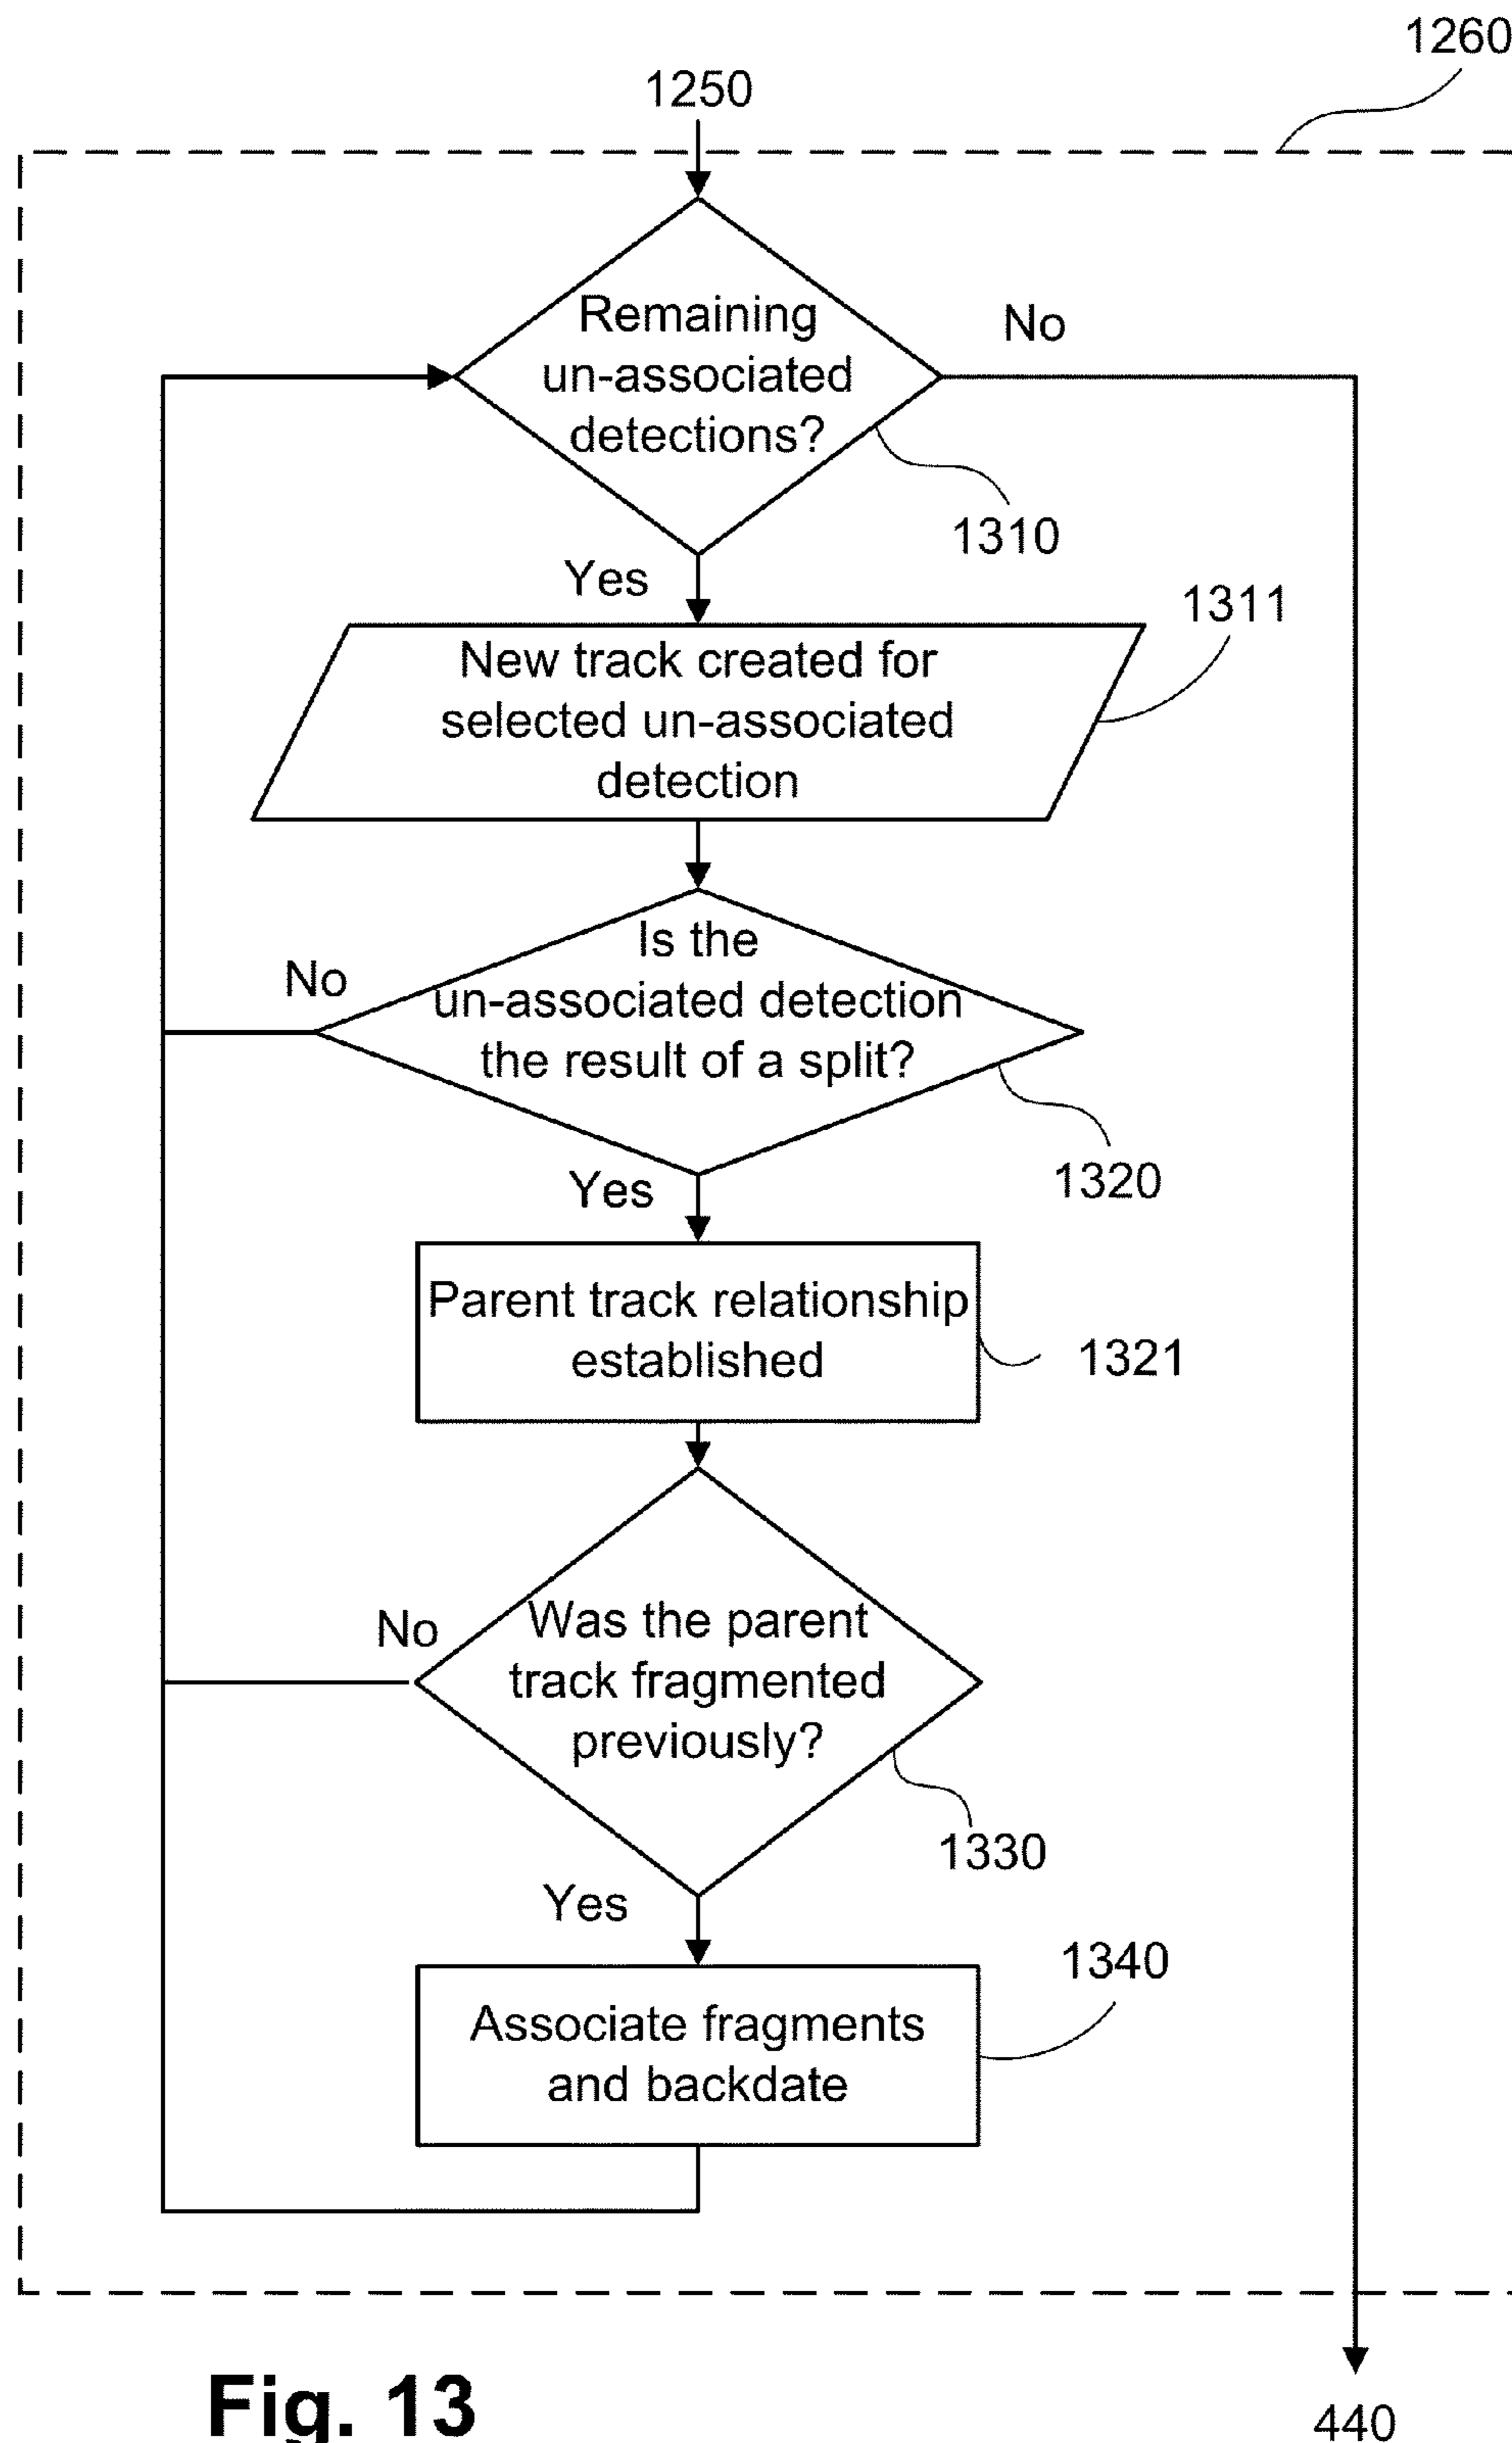 1260
1250
Remaining
un-associated
detections?
No
1310
Yes
1311
New track created for
selected un-associated
detection
Is the
un-associated detection
the result of a split?
No
1320
Yes
Parent track relationship
established
1321
Was the parent
track fragmented
previously?
No
1330
Yes
1340
Associate fragments
and backdate
Fig. 13
440